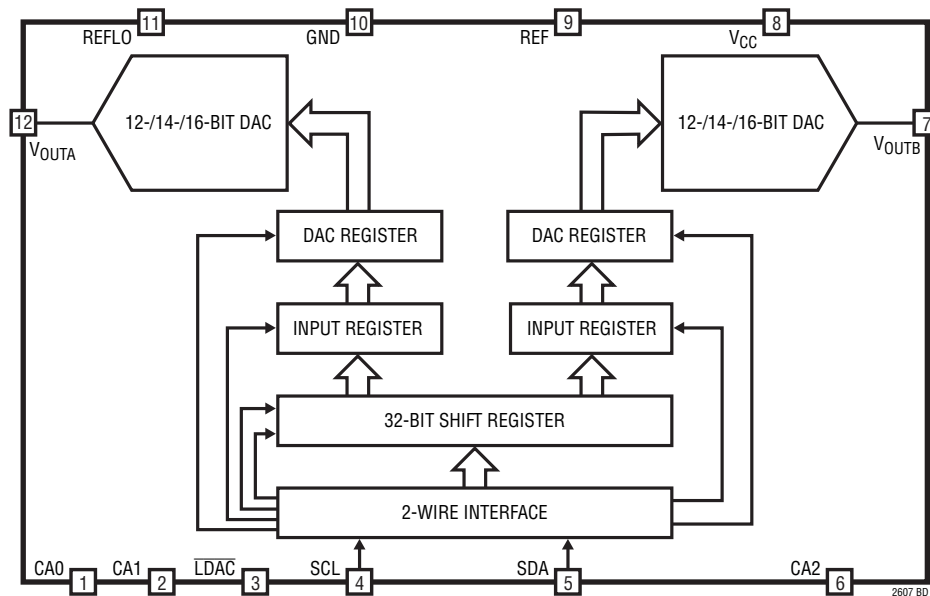 11 10 9 8
REFLO GND REF VCC
12-/14-/16-BIT DAC 12-/14-/16-BIT DAC
12 7
VOUTA VOUTB
DAC REGISTER DAC REGISTER
INPUT REGISTER INPUT REGISTER
32-BIT SHIFT REGISTER
2-WIRE INTERFACE
CA0 CA1 L̅D̅A̅C̅ SCL SDA CA2
1 2 3 4 5 6
2607 BD